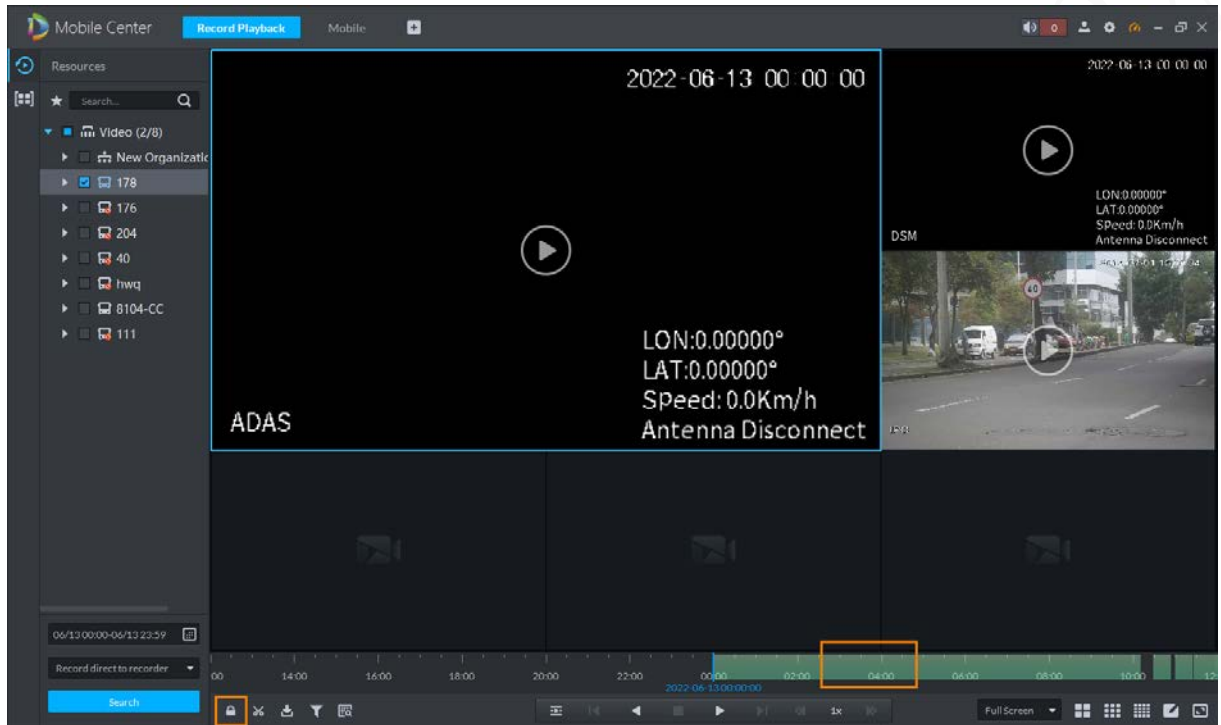 Mobile Center
Record Playback
Mobile
0
Resources
Search...
Video (2/8)
New Organizatic
178
176
204
40
hwq
8104-CC
111
06/13 00:00-06/13 23:59
Record direct to recorder
Search
2022-06-13 00:00:00
LON:0.00000°
LAT:0.00000°
Speed: 0.0Km/h
Antenna Disconnect
ADAS
2022-06-13 00:00:00
LON:0.00000°
LAT:0.00000°
Speed: 0.0Km/h
Antenna Disconnect
DSM
40
00 14:00 16:00 18:00 20:00 22:00 00:00 02:00 04:00 06:00 08:00 10:00 12:
2022-06-13 00:00:00
1x
Full Screen